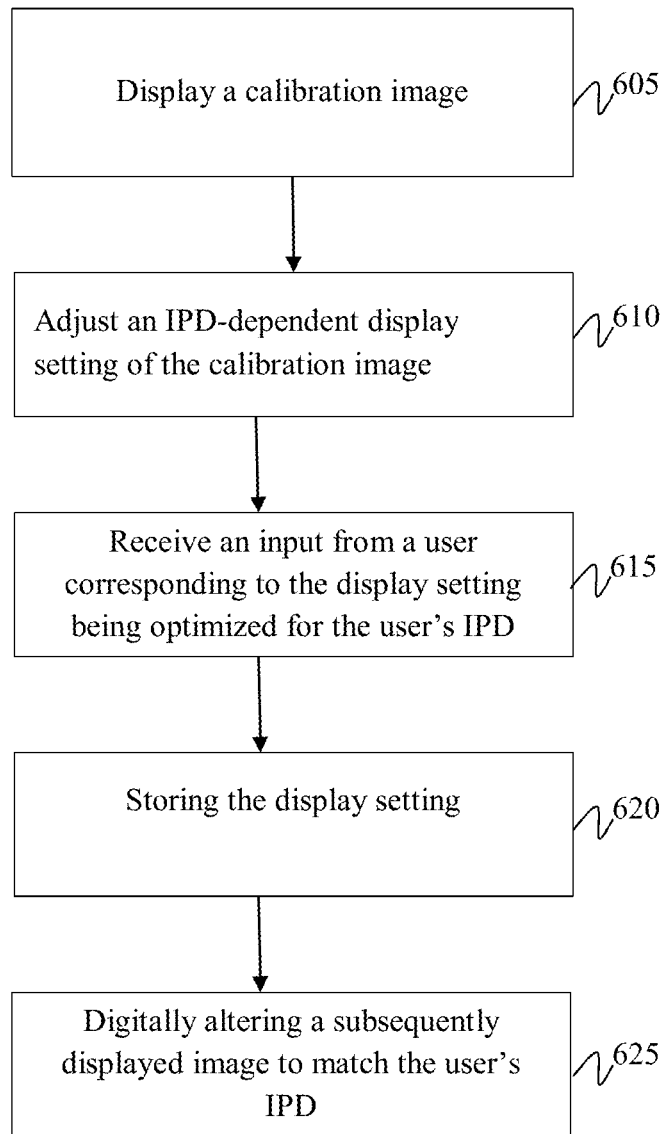 Display a calibration image
605
Adjust an IPD-dependent display
setting of the calibration image
610
Receive an input from a user
corresponding to the display setting
being optimized for the user's IPD
615
Storing the display setting
620
Digitally altering a subsequently
displayed image to match the user's
IPD
625